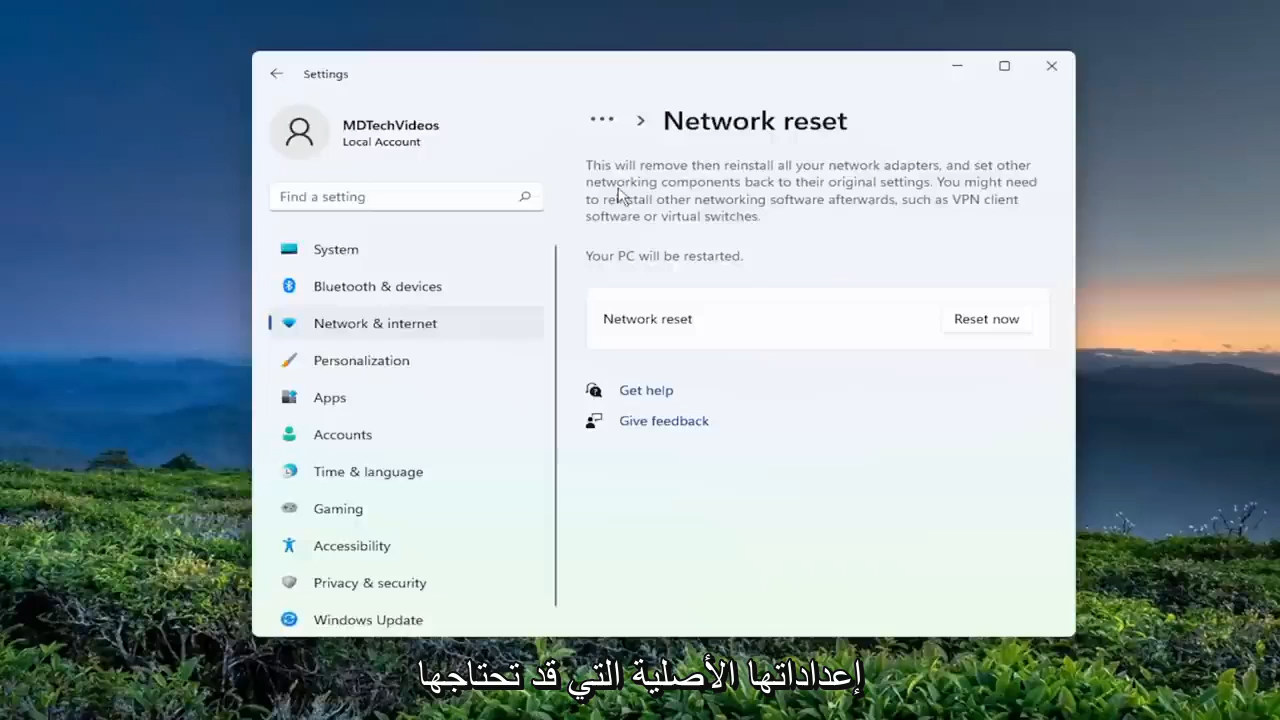 Settings
MDTechVideos
Local Account
Find a setting
System
Bluetooth & devices
Network & internet
Personalization
Apps
Accounts
Time & language
Gaming
Accessibility
Privacy & security
Windows Update
... > Network reset
This will remove then reinstall all your network adapters, and set other
networking components back to their original settings. You might need
to reinstall other networking software afterwards, such as VPN client
software or virtual switches.
Your PC will be restarted.
Network reset
Reset now
Get help
Give feedback
إعداداتها الأصلية التي قد تحتاجها